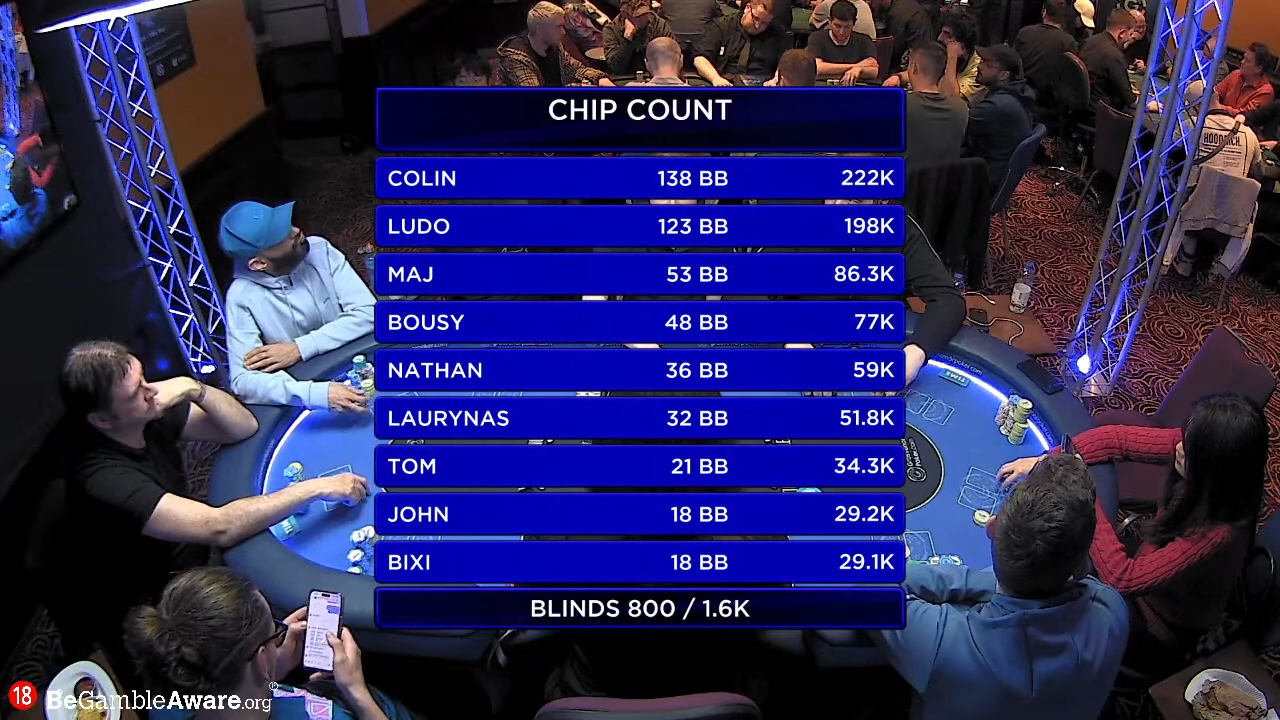 CHIP COUNT
COLIN 138 BB 222K
LUDO 123 BB 198K
MAJ 53 BB 86.3K
BOUSY 48 BB 77K
NATHAN 36 BB 59K
LAURYNAS 32 BB 51.8K
TOM 21 BB 34.3K
JOHN 18 BB 29.2K
BIXI 18 BB 29.1K
BLINDS 800 / 1.6K
18 BeGambleAware.org®
HOODRICH